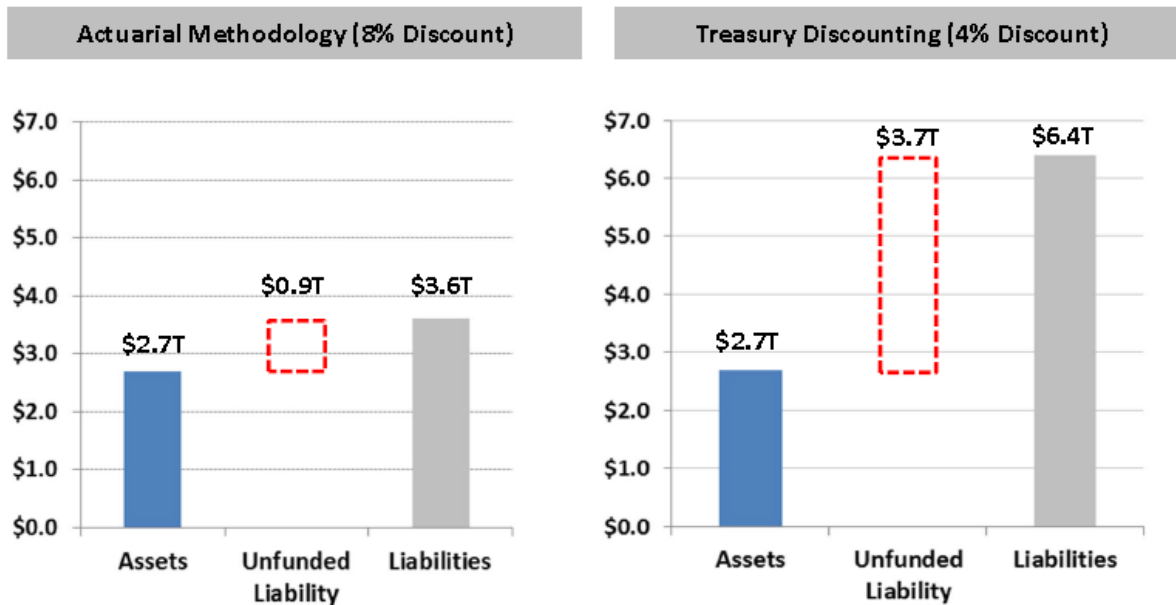 Actuarial Methodology (8% Discount)
$7.0
$6.0
$5.0
$4.0
$3.0
$2.0
$1.0
$0.0
$2.7T
$0.9T
$3.6T
Assets
Unfunded
Liability
Liabilities
Treasury Discounting (4% Discount)
$7.0
$6.0
$5.0
$4.0
$3.0
$2.0
$1.0
$0.0
$2.7T
$3.7T
$6.4T
Assets
Unfunded
Liability
Liabilities